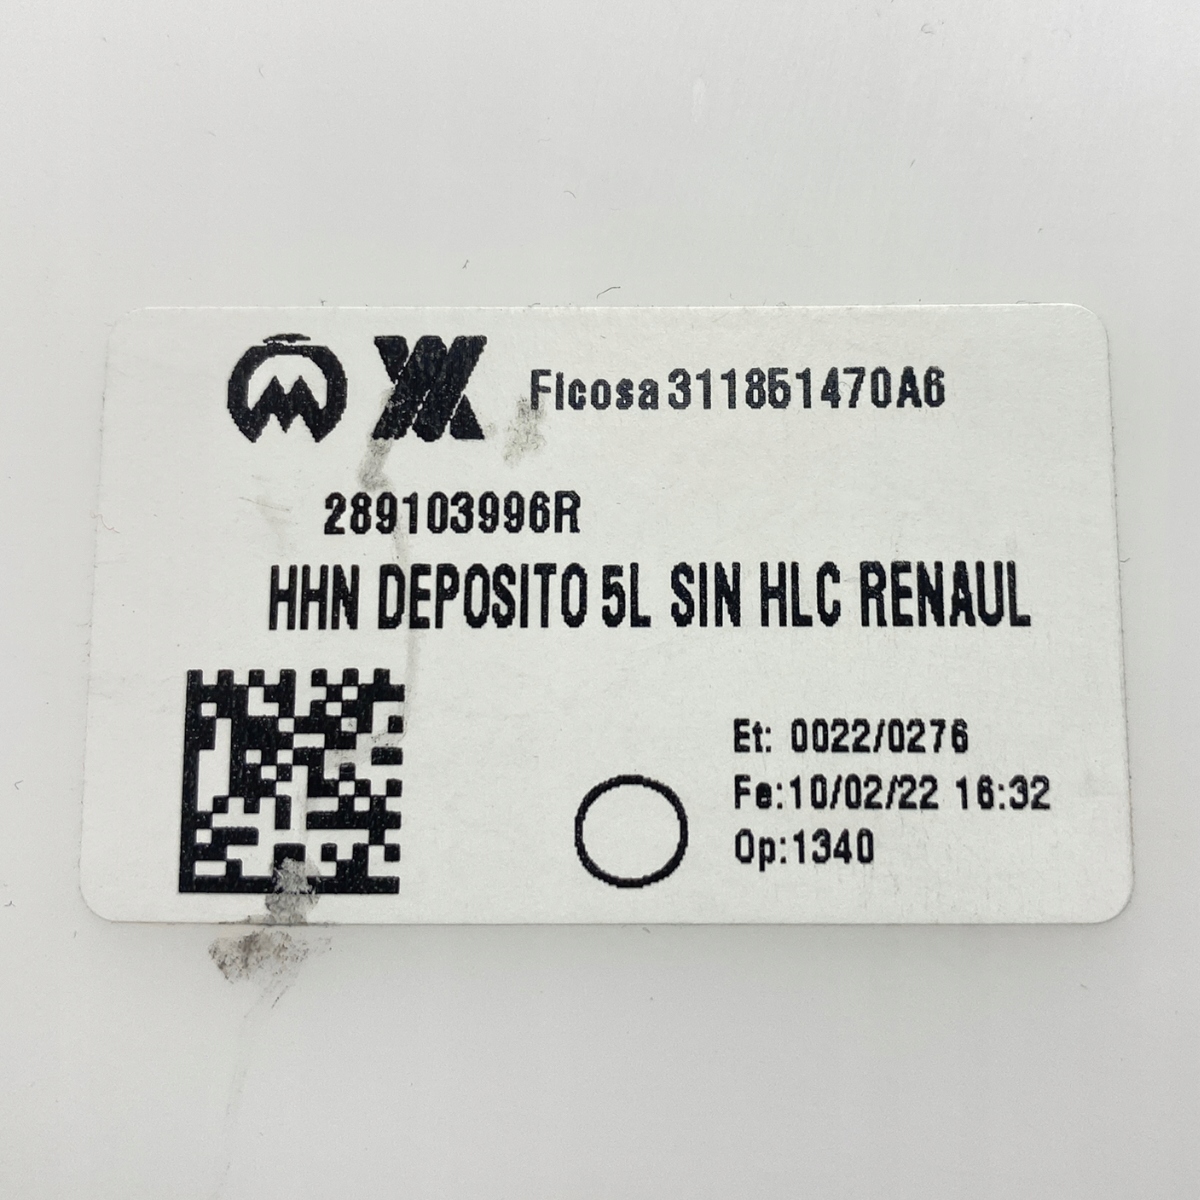 Ficosa 311851470A6
289103996R
HHN DEPOSITO 5L SIN HLC RENAUL
Et: 0022/0276
Fe:10/02/22 16:32
Op:1340